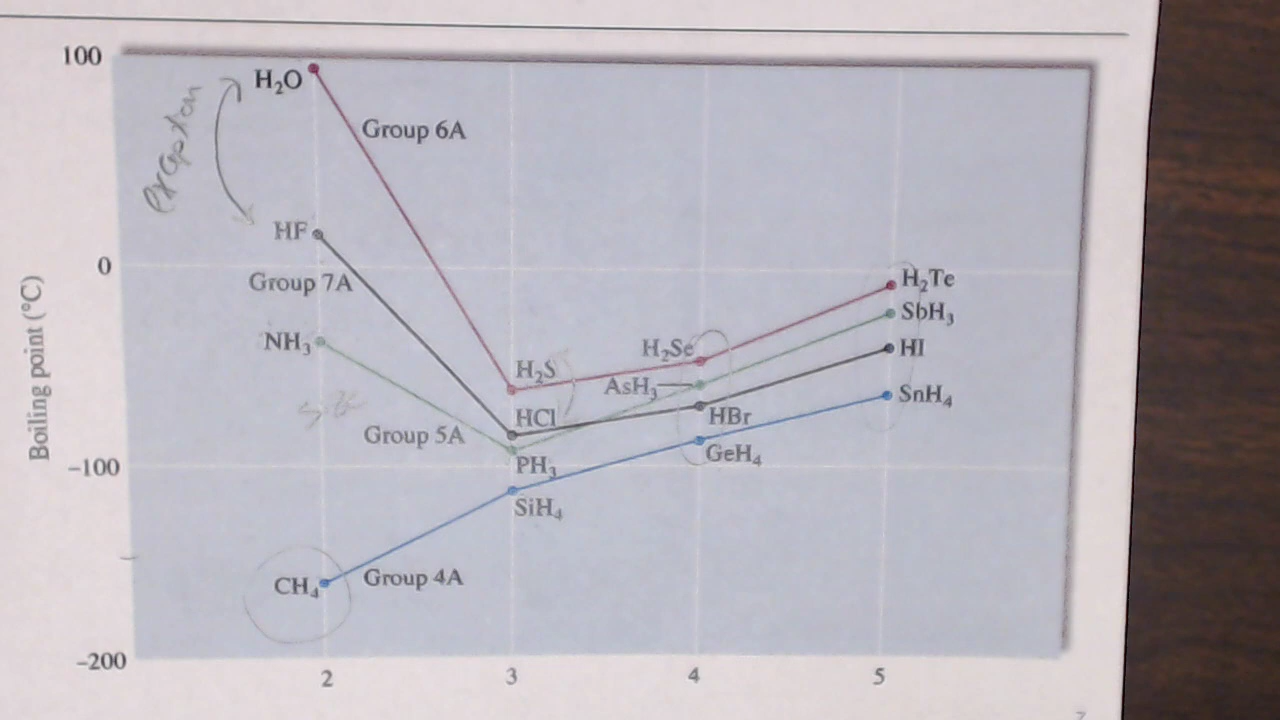 100
H₂O
Group 6A
exception
HF
0
Group 7A
H₂Te
SbH₃
NH₃
H₂Se
HI
H₂S
AsH₃
SnH₄
HCl
HBr
Group 5A
GeH₄
Boiling point (°C)
-100
PH₃
SiH₄
CH₄
Group 4A
-200
2
3
4
5